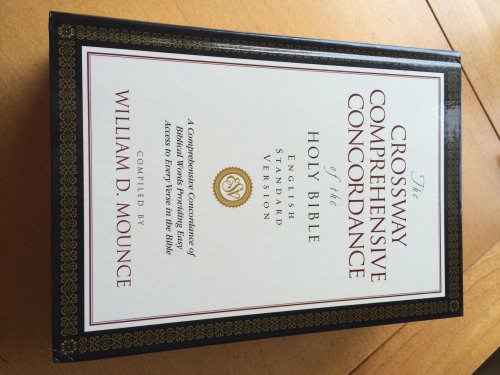 The
CROSSWAY
COMPREHENSIVE
CONCORDANCE
of the
HOLY BIBLE
ENGLISH
STANDARD
VERSION
ESV
A Comprehensive Concordance of
Biblical Words Providing Easy
Access to Every Verse in the Bible
COMPILED BY
WILLIAM D. MOUNCE